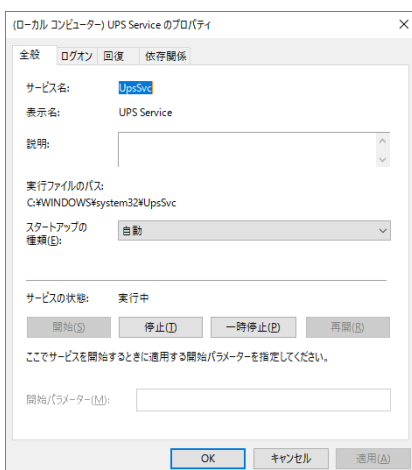 (ローカル コンピューター) UPS Service のプロパティ
全般 ログオン 回復 依存関係
サービス名: UpsSvc
表示名: UPS Service
説明:
実行ファイルのパス:
C:¥WINDOWS¥system32¥UpsSvc
スタートアップの
種類(E): 自動
サービスの状態: 実行中
開始(S) 停止(T) 一時停止(P) 再開(R)
ここでサービスを開始するときに適用する開始パラメーターを指定してください。
開始パラメーター(M):
OK キャンセル 適用(A)